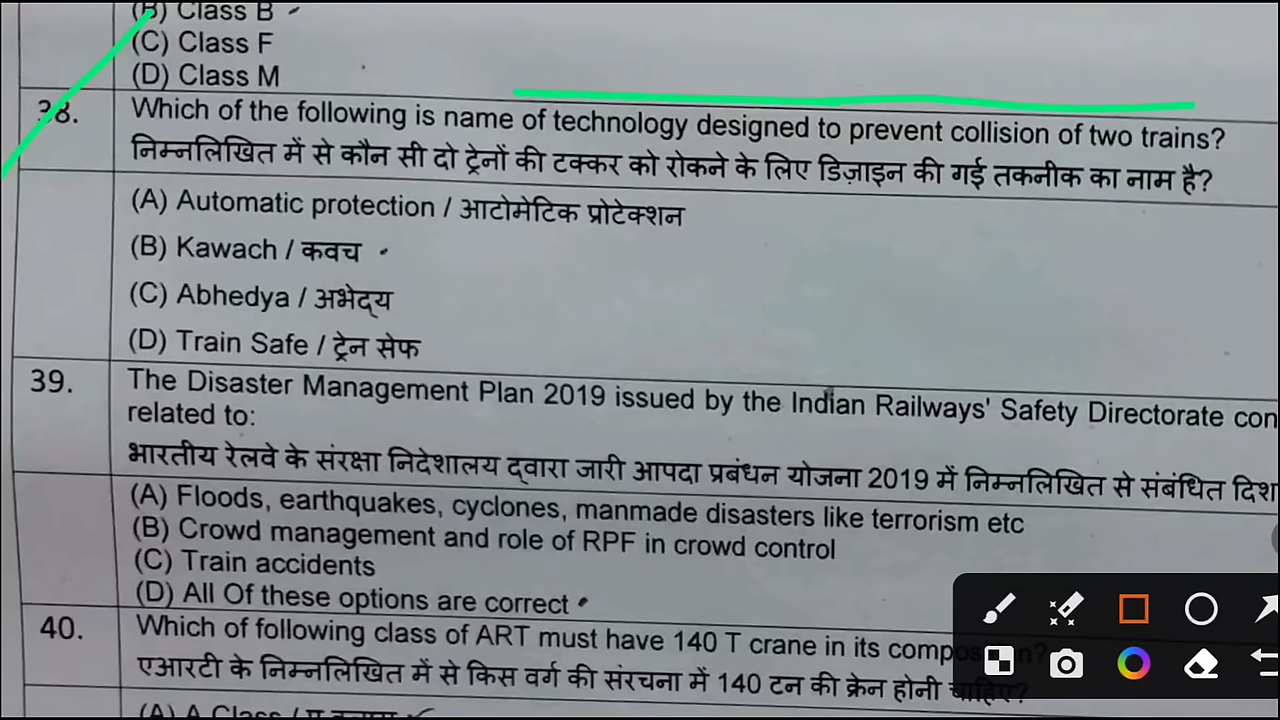 (B) Class B
(C) Class F
(D) Class M
38. Which of the following is name of technology designed to prevent collision of two trains?
निम्नलिखित में से कौन सी दो ट्रेनों की टक्कर को रोकने के लिए डिज़ाइन की गई तकनीक का नाम है?
(A) Automatic protection / आटोमेटिक प्रोटेक्शन
(B) Kawach / कवच
(C) Abhedya / अभेद्य
(D) Train Safe / ट्रेन सेफ
39. The Disaster Management Plan 2019 issued by the Indian Railways' Safety Directorate con
related to:
भारतीय रेलवे के संरक्षा निदेशालय द्वारा जारी आपदा प्रबंधन योजना 2019 में निम्नलिखित से संबंधित दिश
(A) Floods, earthquakes, cyclones, manmade disasters like terrorism etc
(B) Crowd management and role of RPF in crowd control
(C) Train accidents
(D) All Of these options are correct
40. Which of following class of ART must have 140 T crane in its composition?
एआरटी के निम्नलिखित में से किस वर्ग की संरचना में 140 टन की क्रेन होनी चाहिए?
(A) A Class /